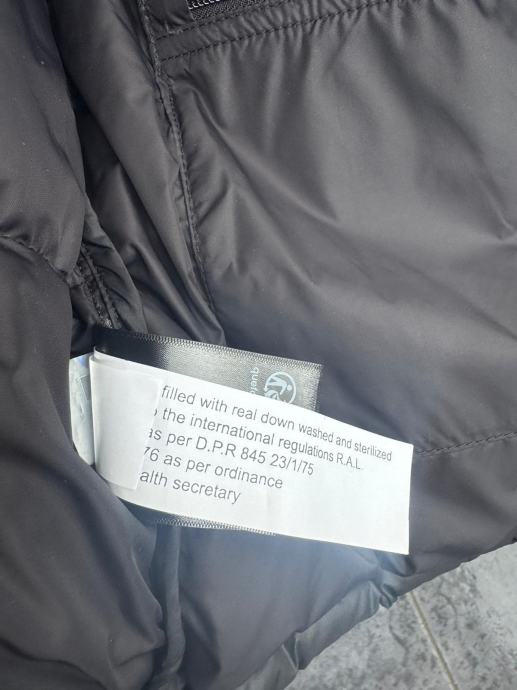 filled with real down washed and sterilized
the international regulations R.A.L.
as per D.P.R 845 23/1/75
76 as per ordinance
alth secretary